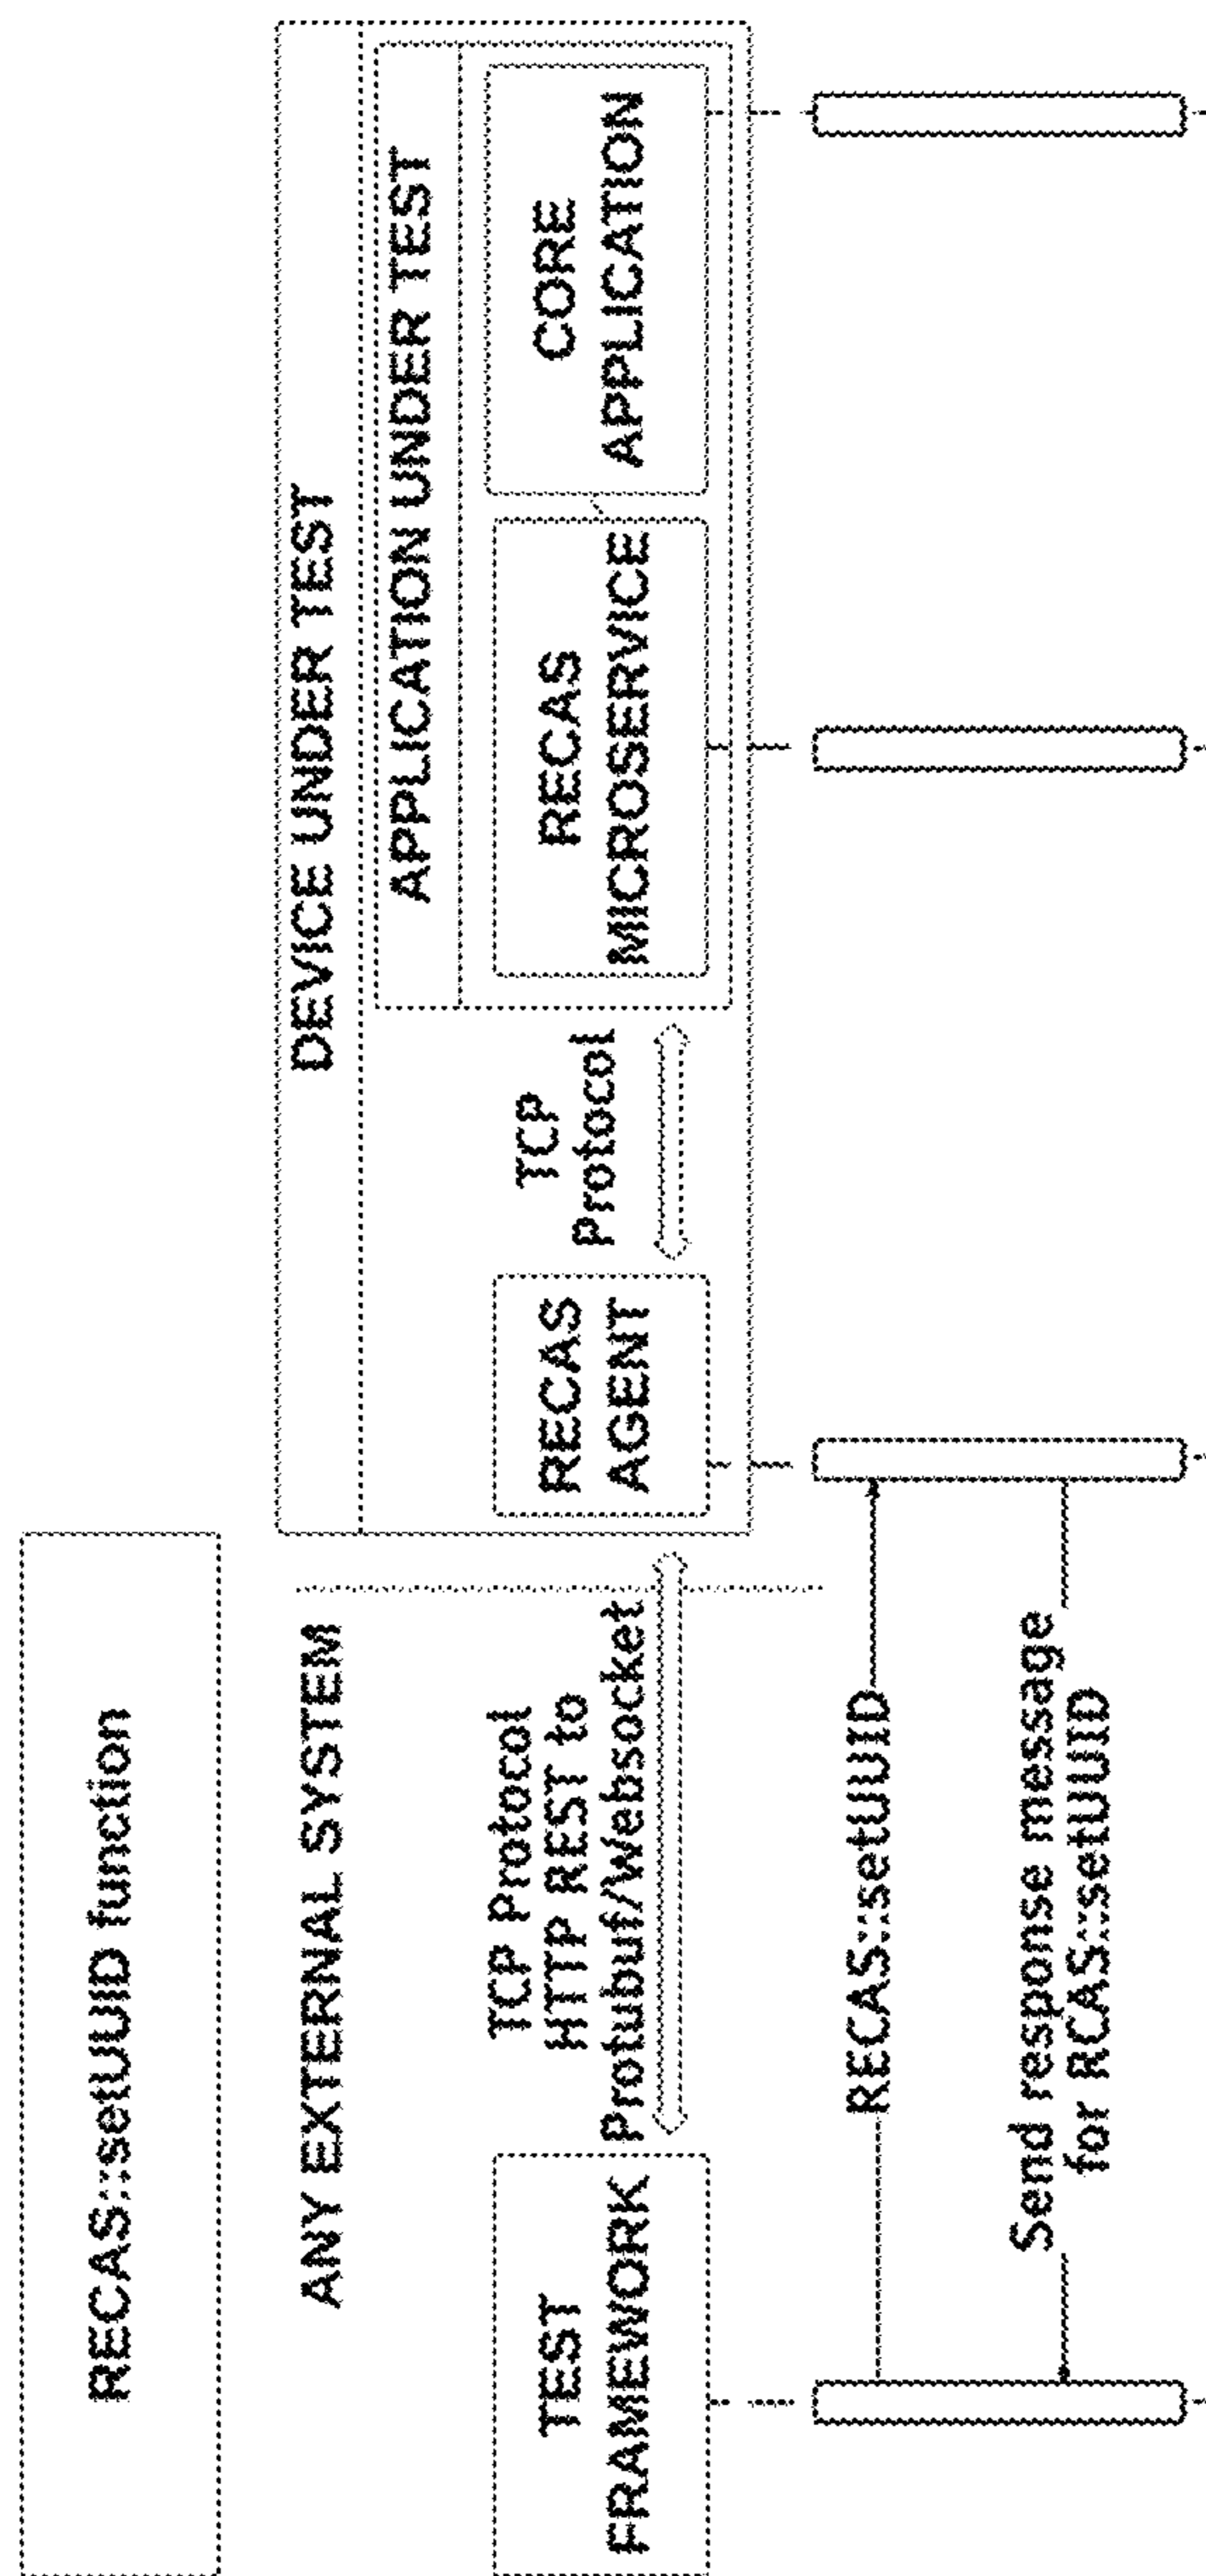 RECAS::setUUID function
ANY EXTERNAL SYSTEM
DEVICE UNDER TEST
APPLICATION UNDER TEST
TEST
FRAMEWORK
TCP Protocol
HTTP REST to
Protubuf/Websocket
RECAS
AGENT
TCP
Protocol
RECAS
MICROSERVICE
CORE
APPLICATION
RECAS::setUUID
Send response message
for RCAS::setUUID